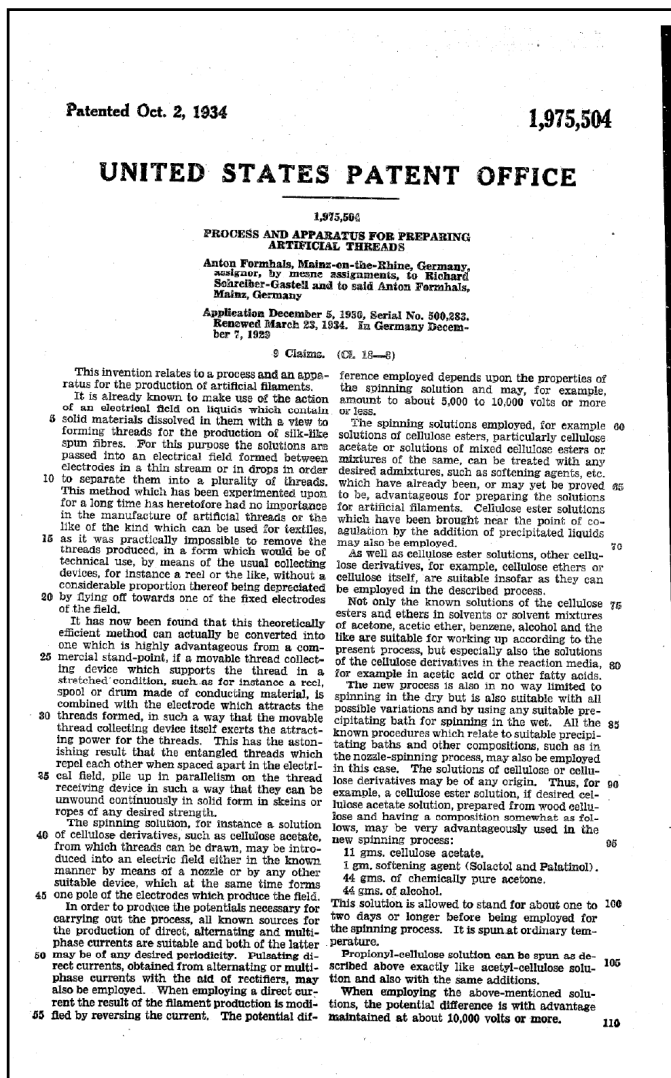 Patented Oct. 2, 1934
1,975,504
UNITED STATES PATENT OFFICE
1,975,504
PROCESS AND APPARATUS FOR PREPARING
ARTIFICIAL THREADS
Anton Formhals, Mainz-on-the-Rhine, Germany,
assignor, by mesne assignments, to Richard
Schreiber-Gastell and to said Anton Formhals,
Mainz, Germany
Application December 5, 1930, Serial No. 500,283.
Renewed March 23, 1934. In Germany Decem-
ber 7, 1929
9 Claims. (Cl. 18—8)
This invention relates to a process and an appa-
ratus for the production of artificial filaments.
It is already known to make use of the action
of an electrical field on liquids which contain
5 solid materials dissolved in them with a view to
forming threads for the production of silk-like
spun fibres. For this purpose the solutions are
passed into an electrical field formed between
electrodes in a thin stream or in drops in order
10 to separate them into a plurality of threads.
This method which has been experimented upon
for a long time has heretofore had no importance
in the manufacture of artificial threads or the
like of the kind which can be used for textiles,
15 as it was practically impossible to remove the
threads produced, in a form which would be of
technical use, by means of the usual collecting
devices, for instance a reel or the like, without a
considerable proportion thereof being depreciated
20 by flying off towards one of the fixed electrodes
of the field.
It has now been found that this theoretically
efficient method can actually be converted into
one which is highly advantageous from a com-
25 mercial stand-point, if a movable thread collect-
ing device which supports the thread in a
stretched condition, such as for instance a reel,
spool or drum made of conducting material, is
combined with the electrode which attracts the
30 threads formed, in such a way that the movable
thread collecting device itself exerts the attract-
ing power for the threads. This has the aston-
ishing result that the entangled threads which
repel each other when spaced apart in the electri-
35 cal field, pile up in parallelism on the thread
receiving device in such a way that they can be
unwound continuously in solid form in skeins or
ropes of any desired strength.
The spinning solution, for instance a solution
40 of cellulose derivatives, such as cellulose acetate,
from which threads can be drawn, may be intro-
duced into an electric field either in the known
manner by means of a nozzle or by any other
suitable device, which at the same time forms
45 one pole of the electrodes which produce the field.
In order to produce the potentials necessary for
carrying out the process, all known sources for
the production of direct, alternating and multi-
phase currents are suitable and both of the latter
50 may be of any desired periodicity. Pulsating di-
rect currents, obtained from alternating or multi-
phase currents with the aid of rectifiers, may
also be employed. When employing a direct cur-
rent the result of the filament production is modi-
55 fied by reversing the current. The potential dif-
ference employed depends upon the properties of
the spinning solution and may, for example,
amount to about 5,000 to 10,000 volts or more
or less.
The spinning solutions employed, for example 60
solutions of cellulose esters, particularly cellulose
acetate or solutions of mixed cellulose esters or
mixtures of the same, can be treated with any
desired admixtures, such as softening agents, etc.
which have already been, or may yet be proved 65
to be, advantageous for preparing the solutions
for artificial filaments. Cellulose ester solutions
which have been brought near the point of co-
agulation by the addition of precipitated liquids
may also be employed. 70
As well as cellulose ester solutions, other cellu-
lose derivatives, for example, cellulose ethers or
cellulose itself, are suitable insofar as they can
be employed in the described process.
Not only the known solutions of the cellulose 75
esters and ethers in solvents or solvent mixtures
of acetone, acetic ether, benzene, alcohol and the
like are suitable for working up according to the
present process, but especially also the solutions
of the cellulose derivatives in the reaction media, 80
for example in acetic acid or other fatty acids.
The new process is also in no way limited to
spinning in the dry but is also suitable with all
possible variations and by using any suitable pre-
cipitating bath for spinning in the wet. All the 85
known procedures which relate to suitable precipi-
tating baths and other compositions, such as in
the nozzle-spinning process, may also be employed
in this case. The solutions of cellulose or cellu-
lose derivatives may be of any origin. Thus, for 90
example, a cellulose ester solution, if desired cel-
lulose acetate solution, prepared from wood cellu-
lose and having a composition somewhat as fol-
lows, may be very advantageously used in the
new spinning process: 95
11 gms. cellulose acetate.
1 gm. softening agent (Solactol and Palatinol).
44 gms. of chemically pure acetone.
44 gms. of alcohol.
This solution is allowed to stand for about one to 100
two days or longer before being employed for
the spinning process. It is spun at ordinary tem-
perature.
Propionyl-cellulose solution can be spun as de-
scribed above exactly like acetyl-cellulose solu- 105
tion and also with the same additions.
When employing the above-mentioned solu-
tions, the potential difference is with advantage
maintained at about 10,000 volts or more. 110